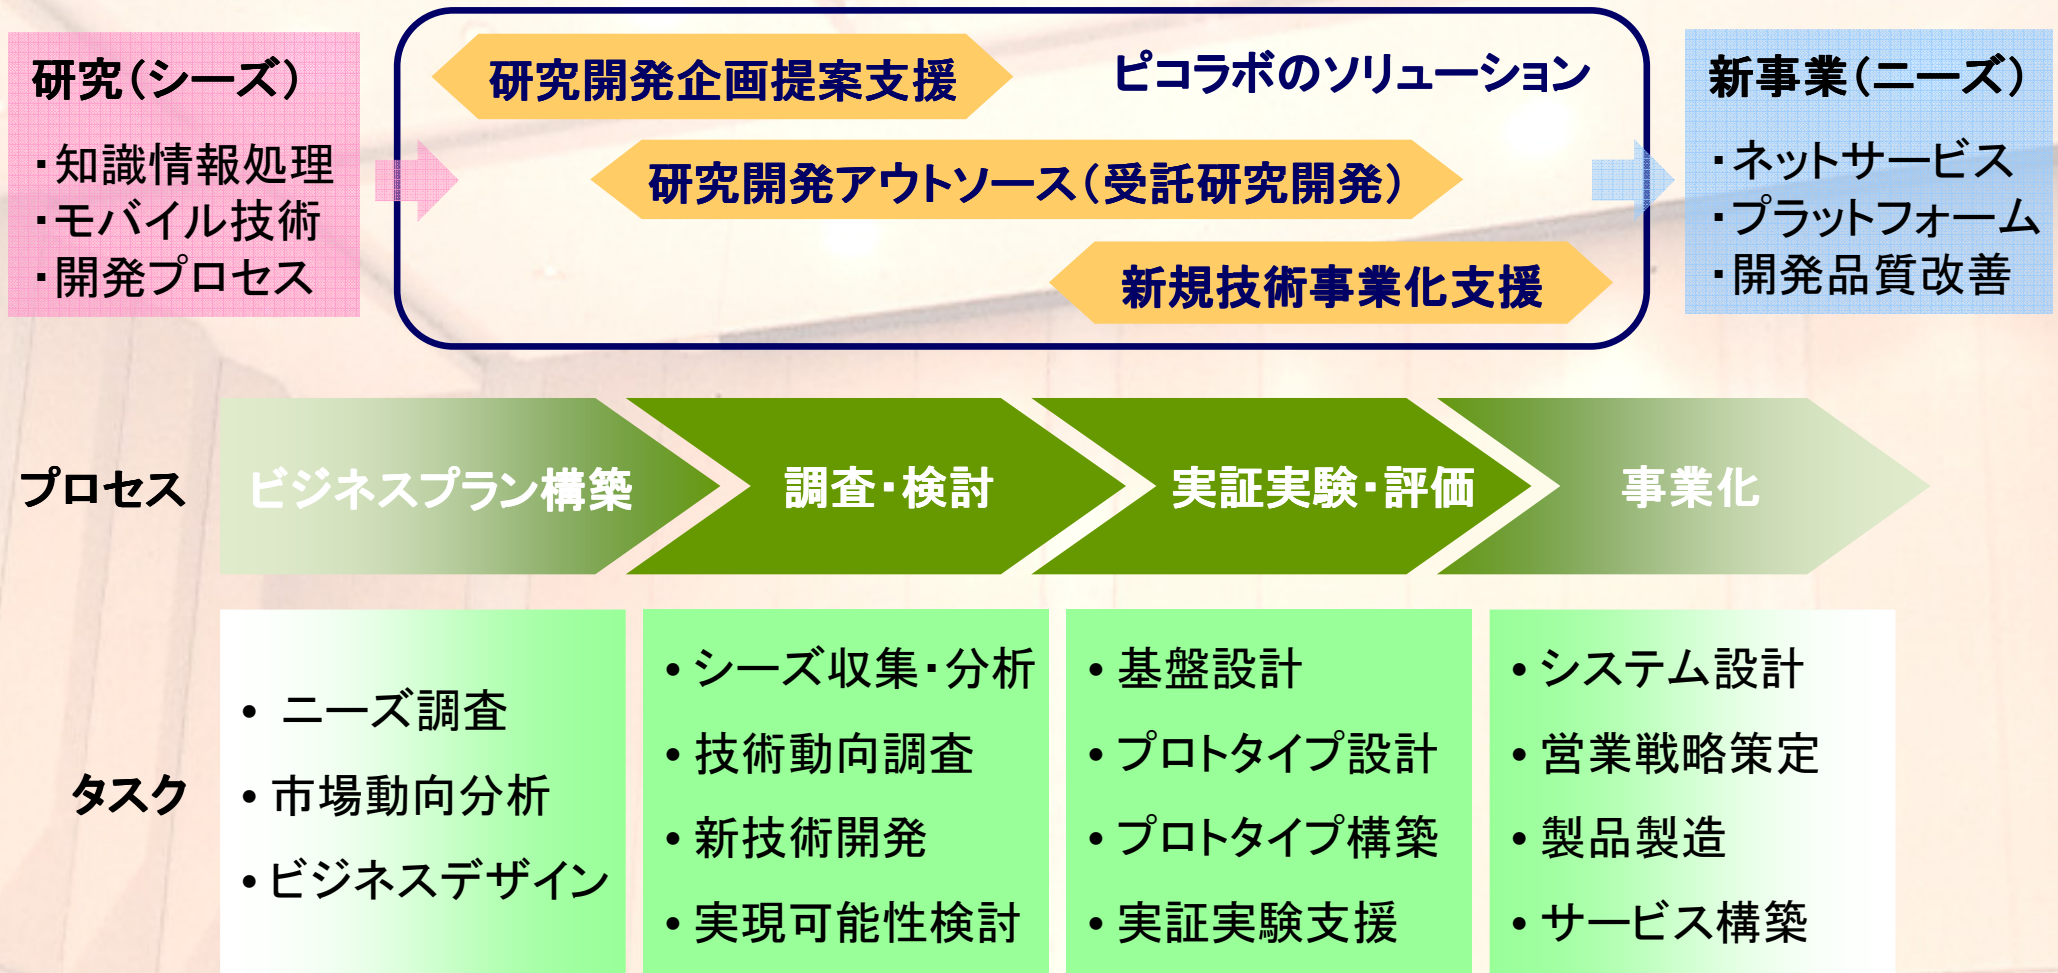 研究(シーズ)
・知識情報処理
・モバイル技術
・開発プロセス
研究開発企画提案支援
ピコラボのソリューション
研究開発アウトソース(受託研究開発)
新規技術事業化支援
新事業(ニーズ)
・ネットサービス
・プラットフォーム
・開発品質改善
プロセス
ビジネスプラン構築
調査・検討
実証実験・評価
事業化
タスク
• ニーズ調査
• 市場動向分析
• ビジネスデザイン
• シーズ収集・分析
• 技術動向調査
• 新技術開発
• 実現可能性検討
• 基盤設計
• プロトタイプ設計
• プロトタイプ構築
• 実証実験支援
• システム設計
• 営業戦略策定
• 製品製造
• サービス構築